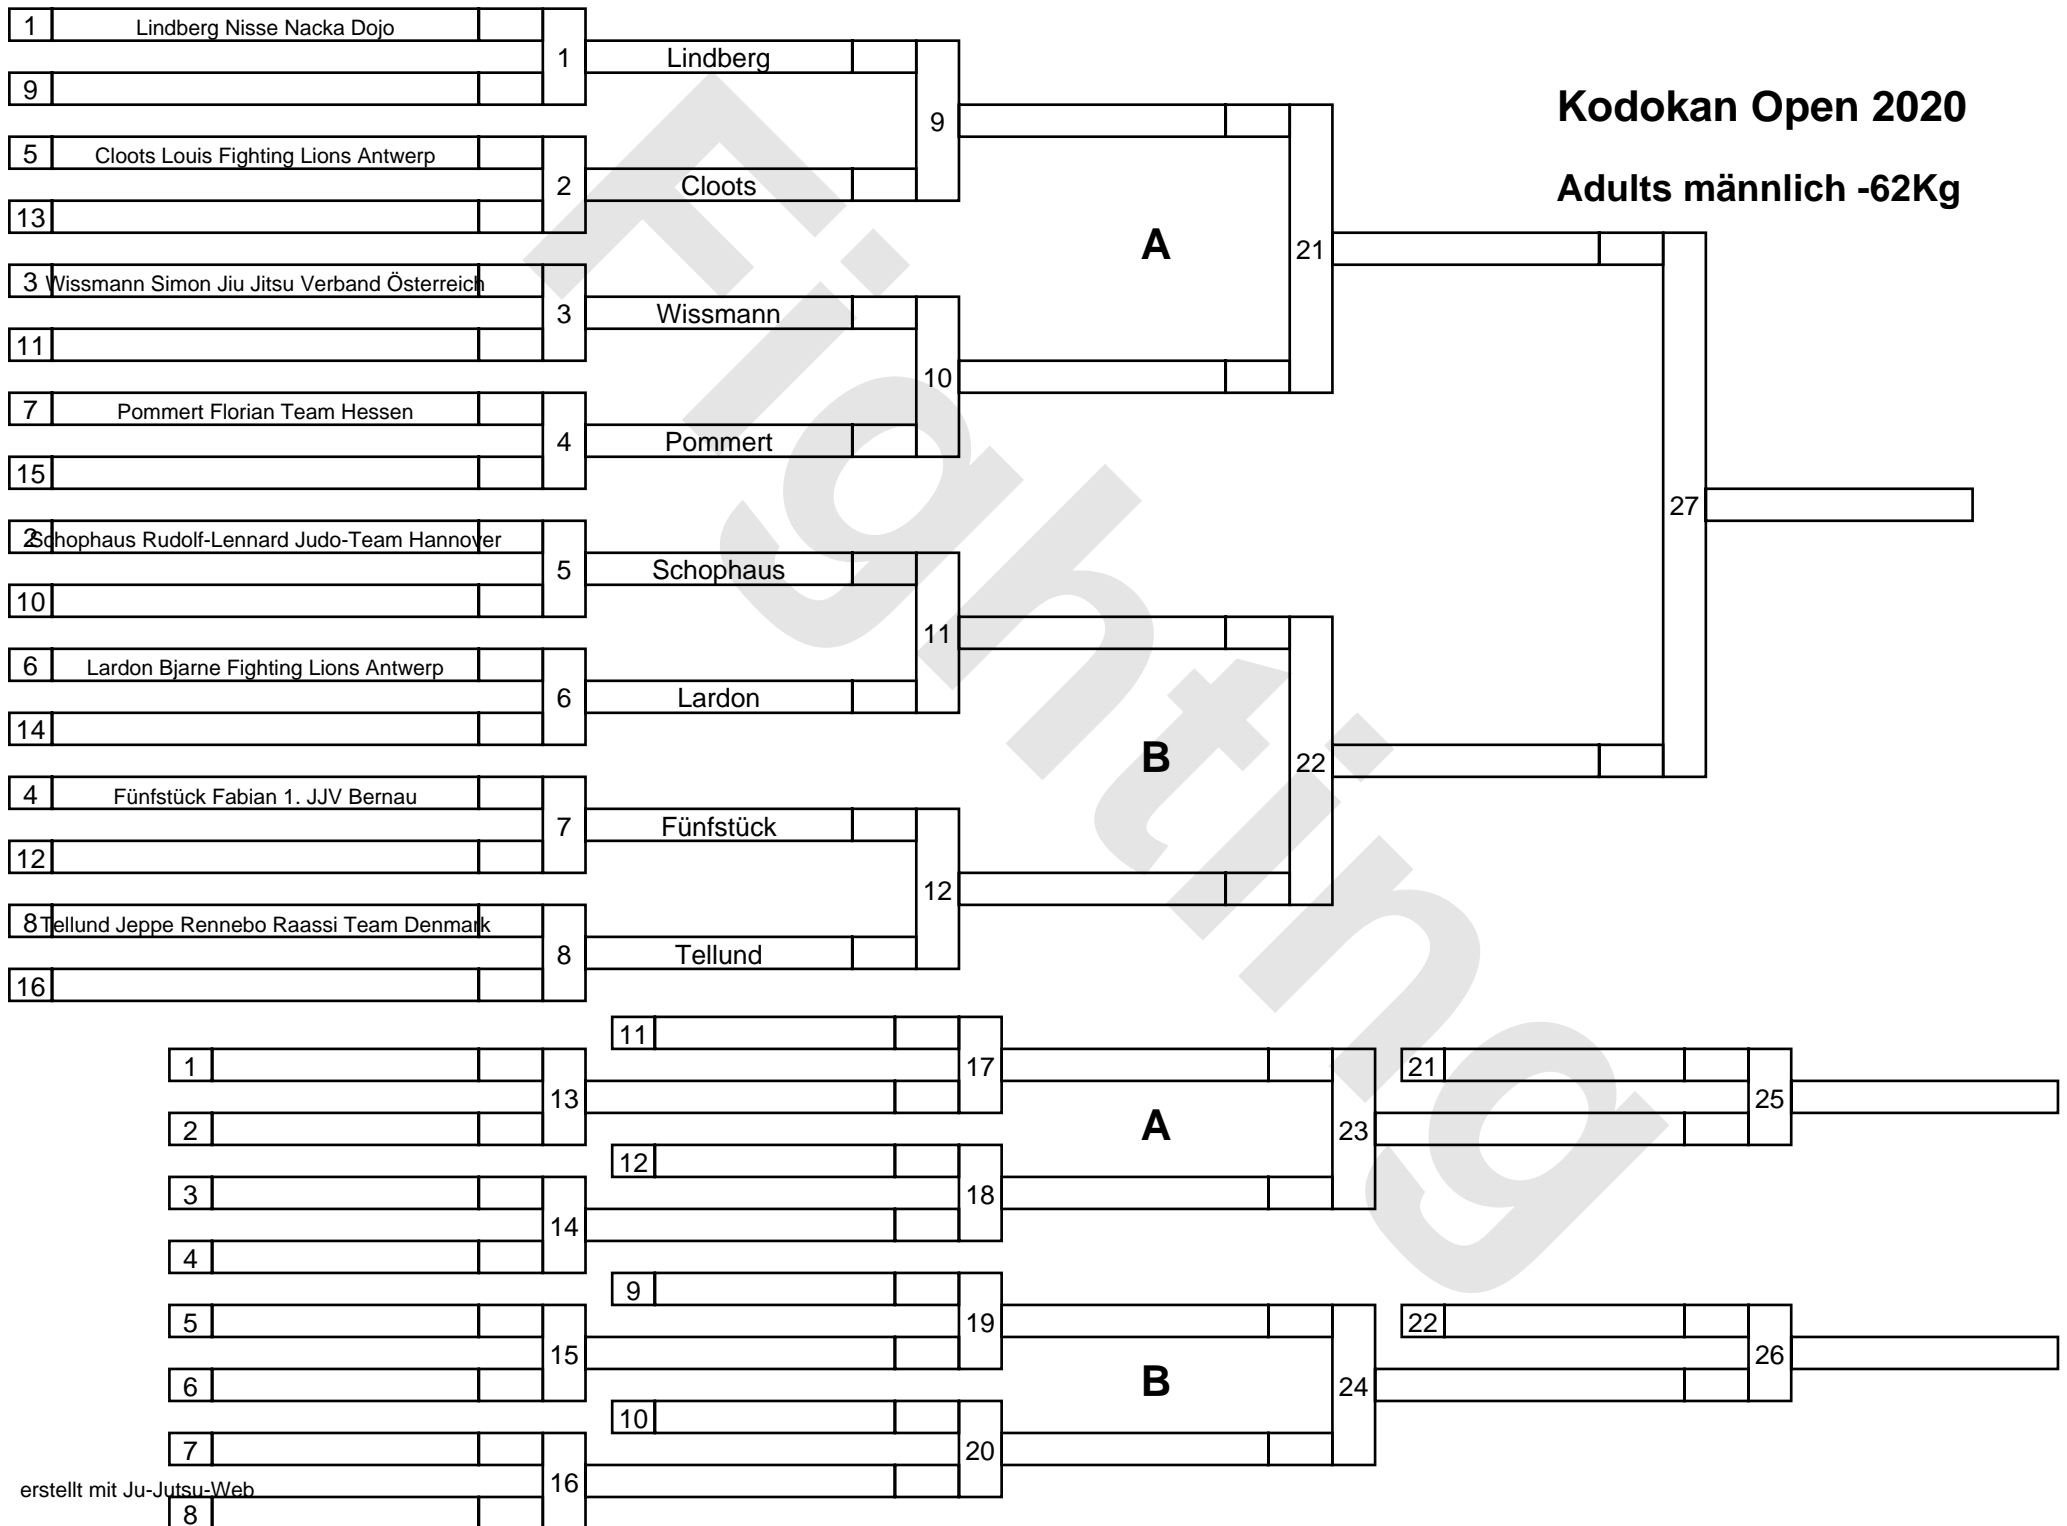 Kodokan Open 2020
Adults männlich -62Kg
1 Lindberg Nisse Nacka Dojo
1
Lindberg
9
9
5 Cloots Louis Fighting Lions Antwerp
2
Cloots
13
A
21
3 Wissmann Simon Jiu Jitsu Verband Österreich
3
Wissmann
11
10
7 Pommert Florian Team Hessen
4
Pommert
15
27
2 Schophaus Rudolf-Lennard Judo-Team Hannover
5
Schophaus
10
11
6 Lardon Bjarne Fighting Lions Antwerp
6
Lardon
14
B
22
4 Fünfstück Fabian 1. JJV Bernau
7
Fünfstück
12
12
8 Tellund Jeppe Rennebo Raassi Team Denmark
8
Tellund
16
Fighting
11
1
17
21
13
25
2
A
23
12
3
18
14
4
9
5
19
22
15
26
6
B
24
10
7
20
16
erstellt mit Ju-Jutsu-Web
8